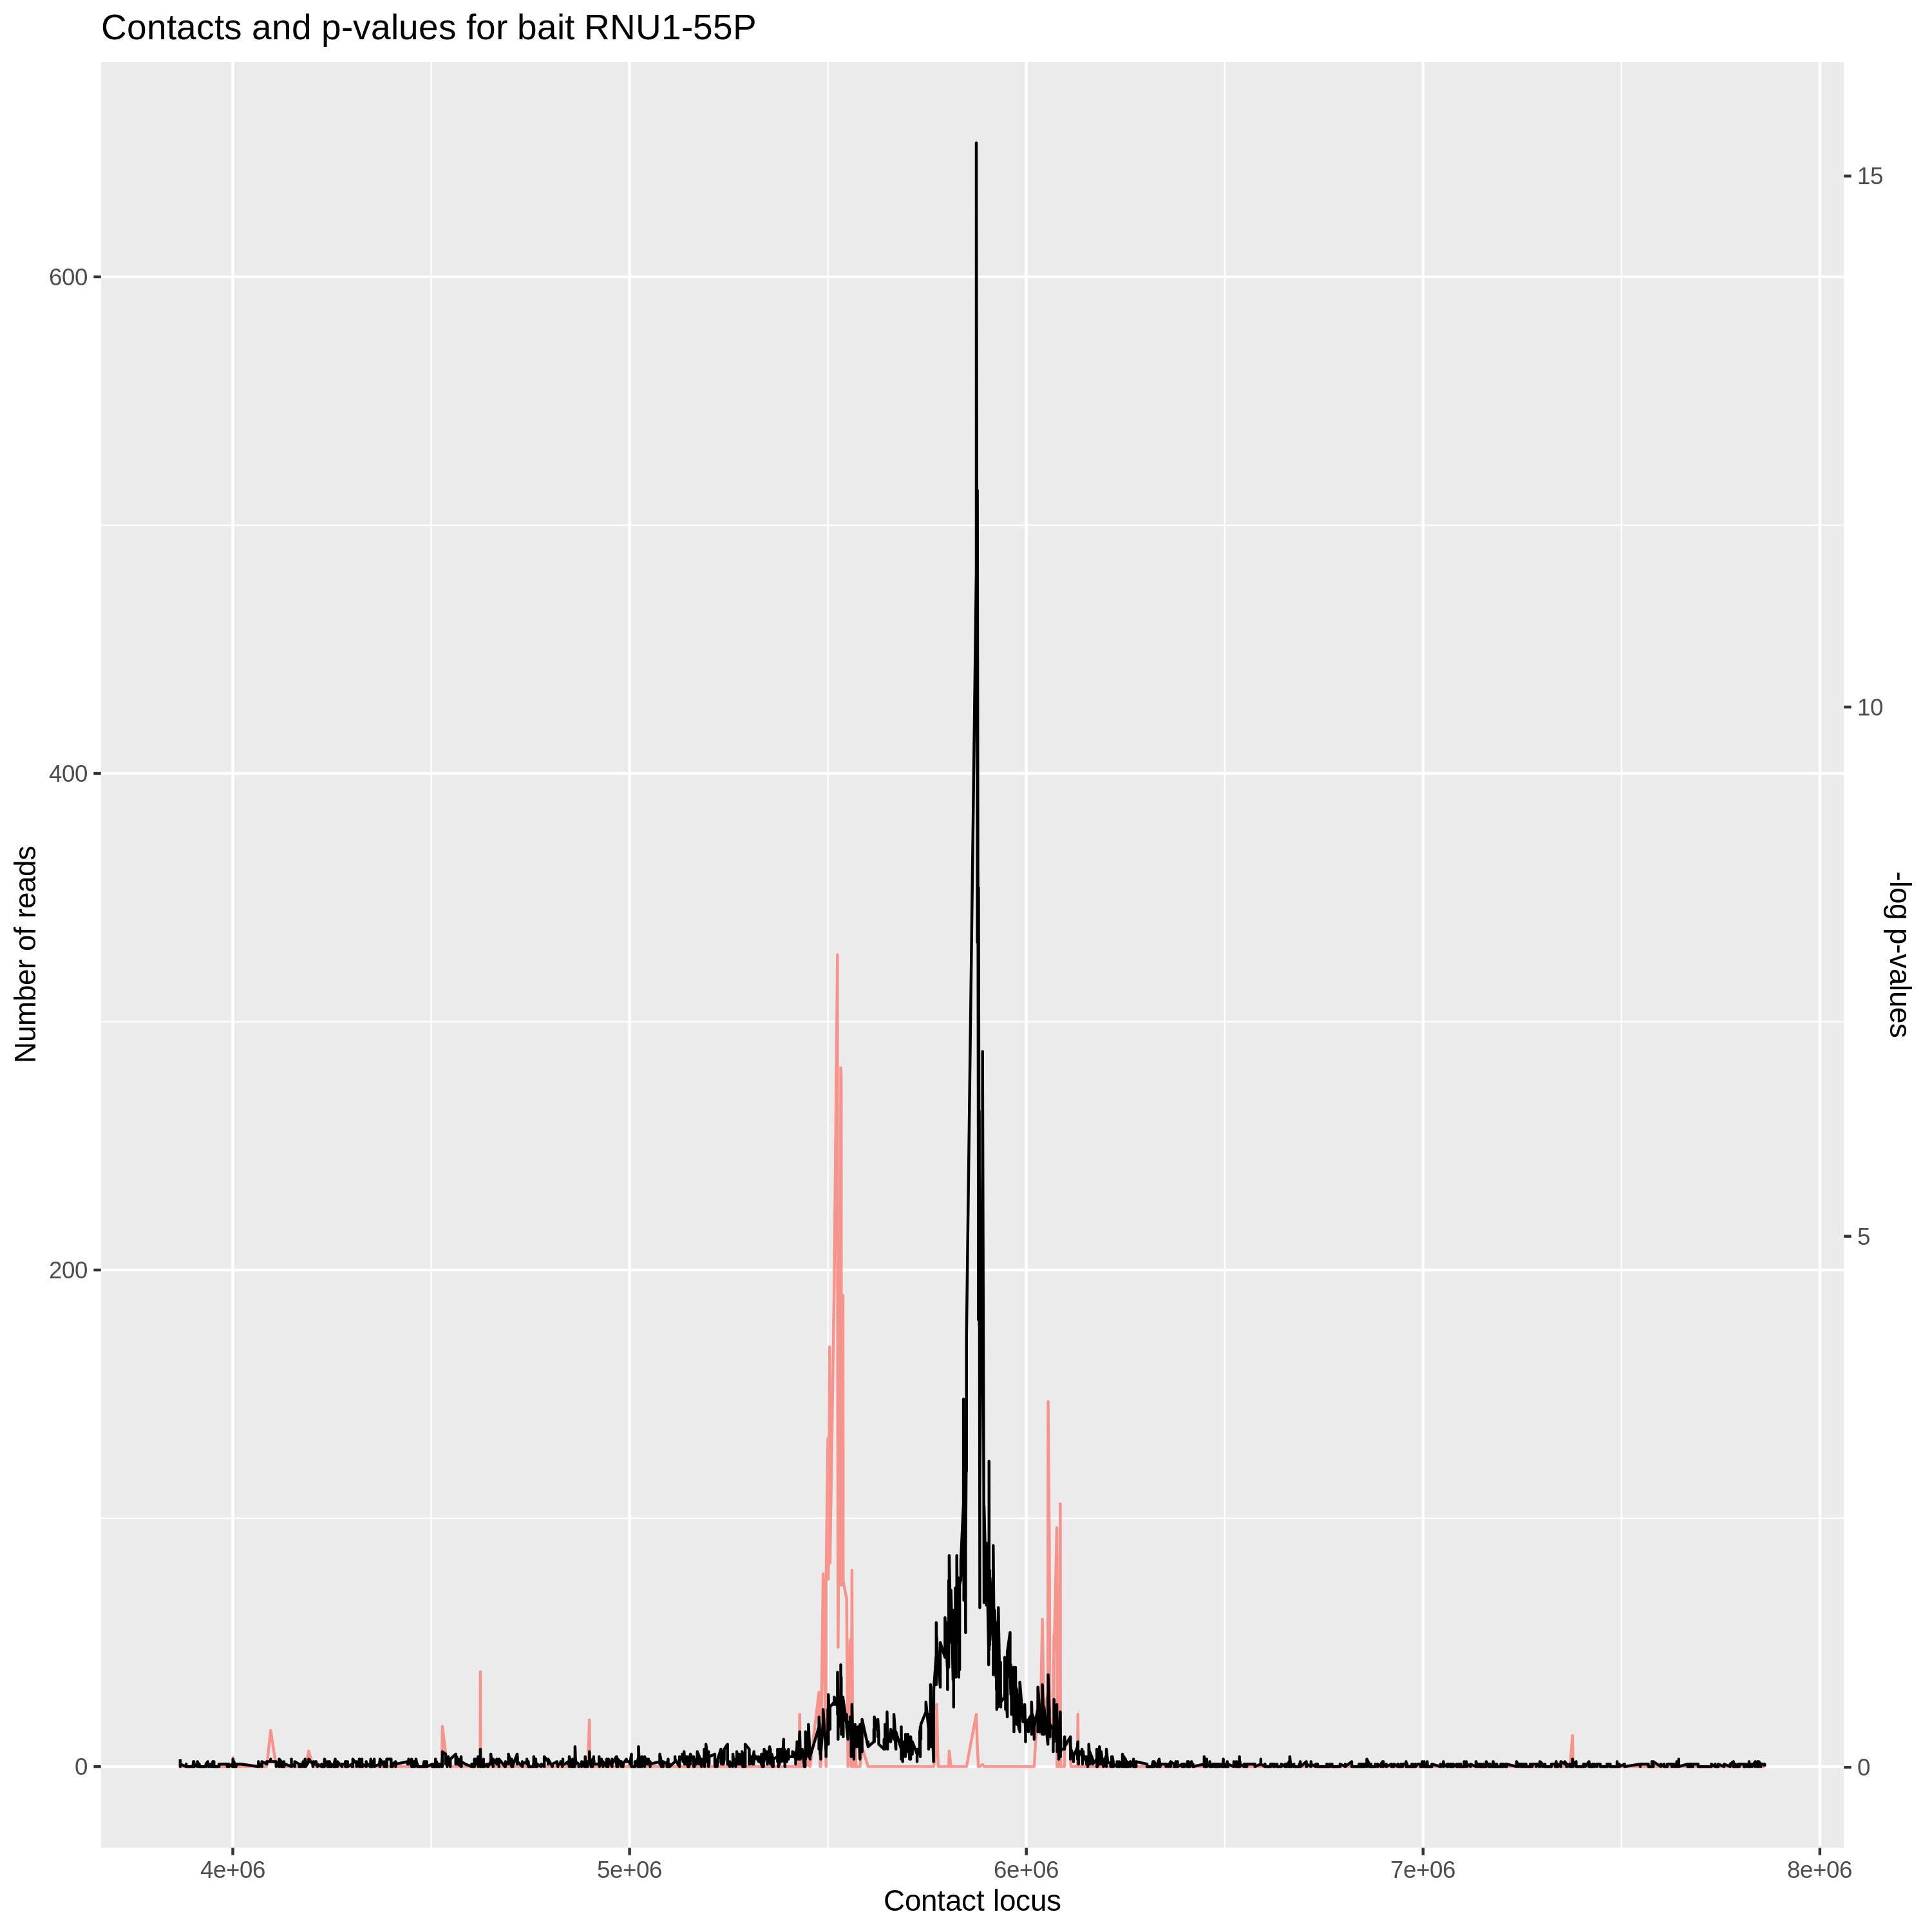 Contacts and p-values for bait RNU1-55P
Number of reads
600
400
200
0
15
10
5
0
-log p-values
4e+06
5e+06
6e+06
7e+06
8e+06
Contact locus